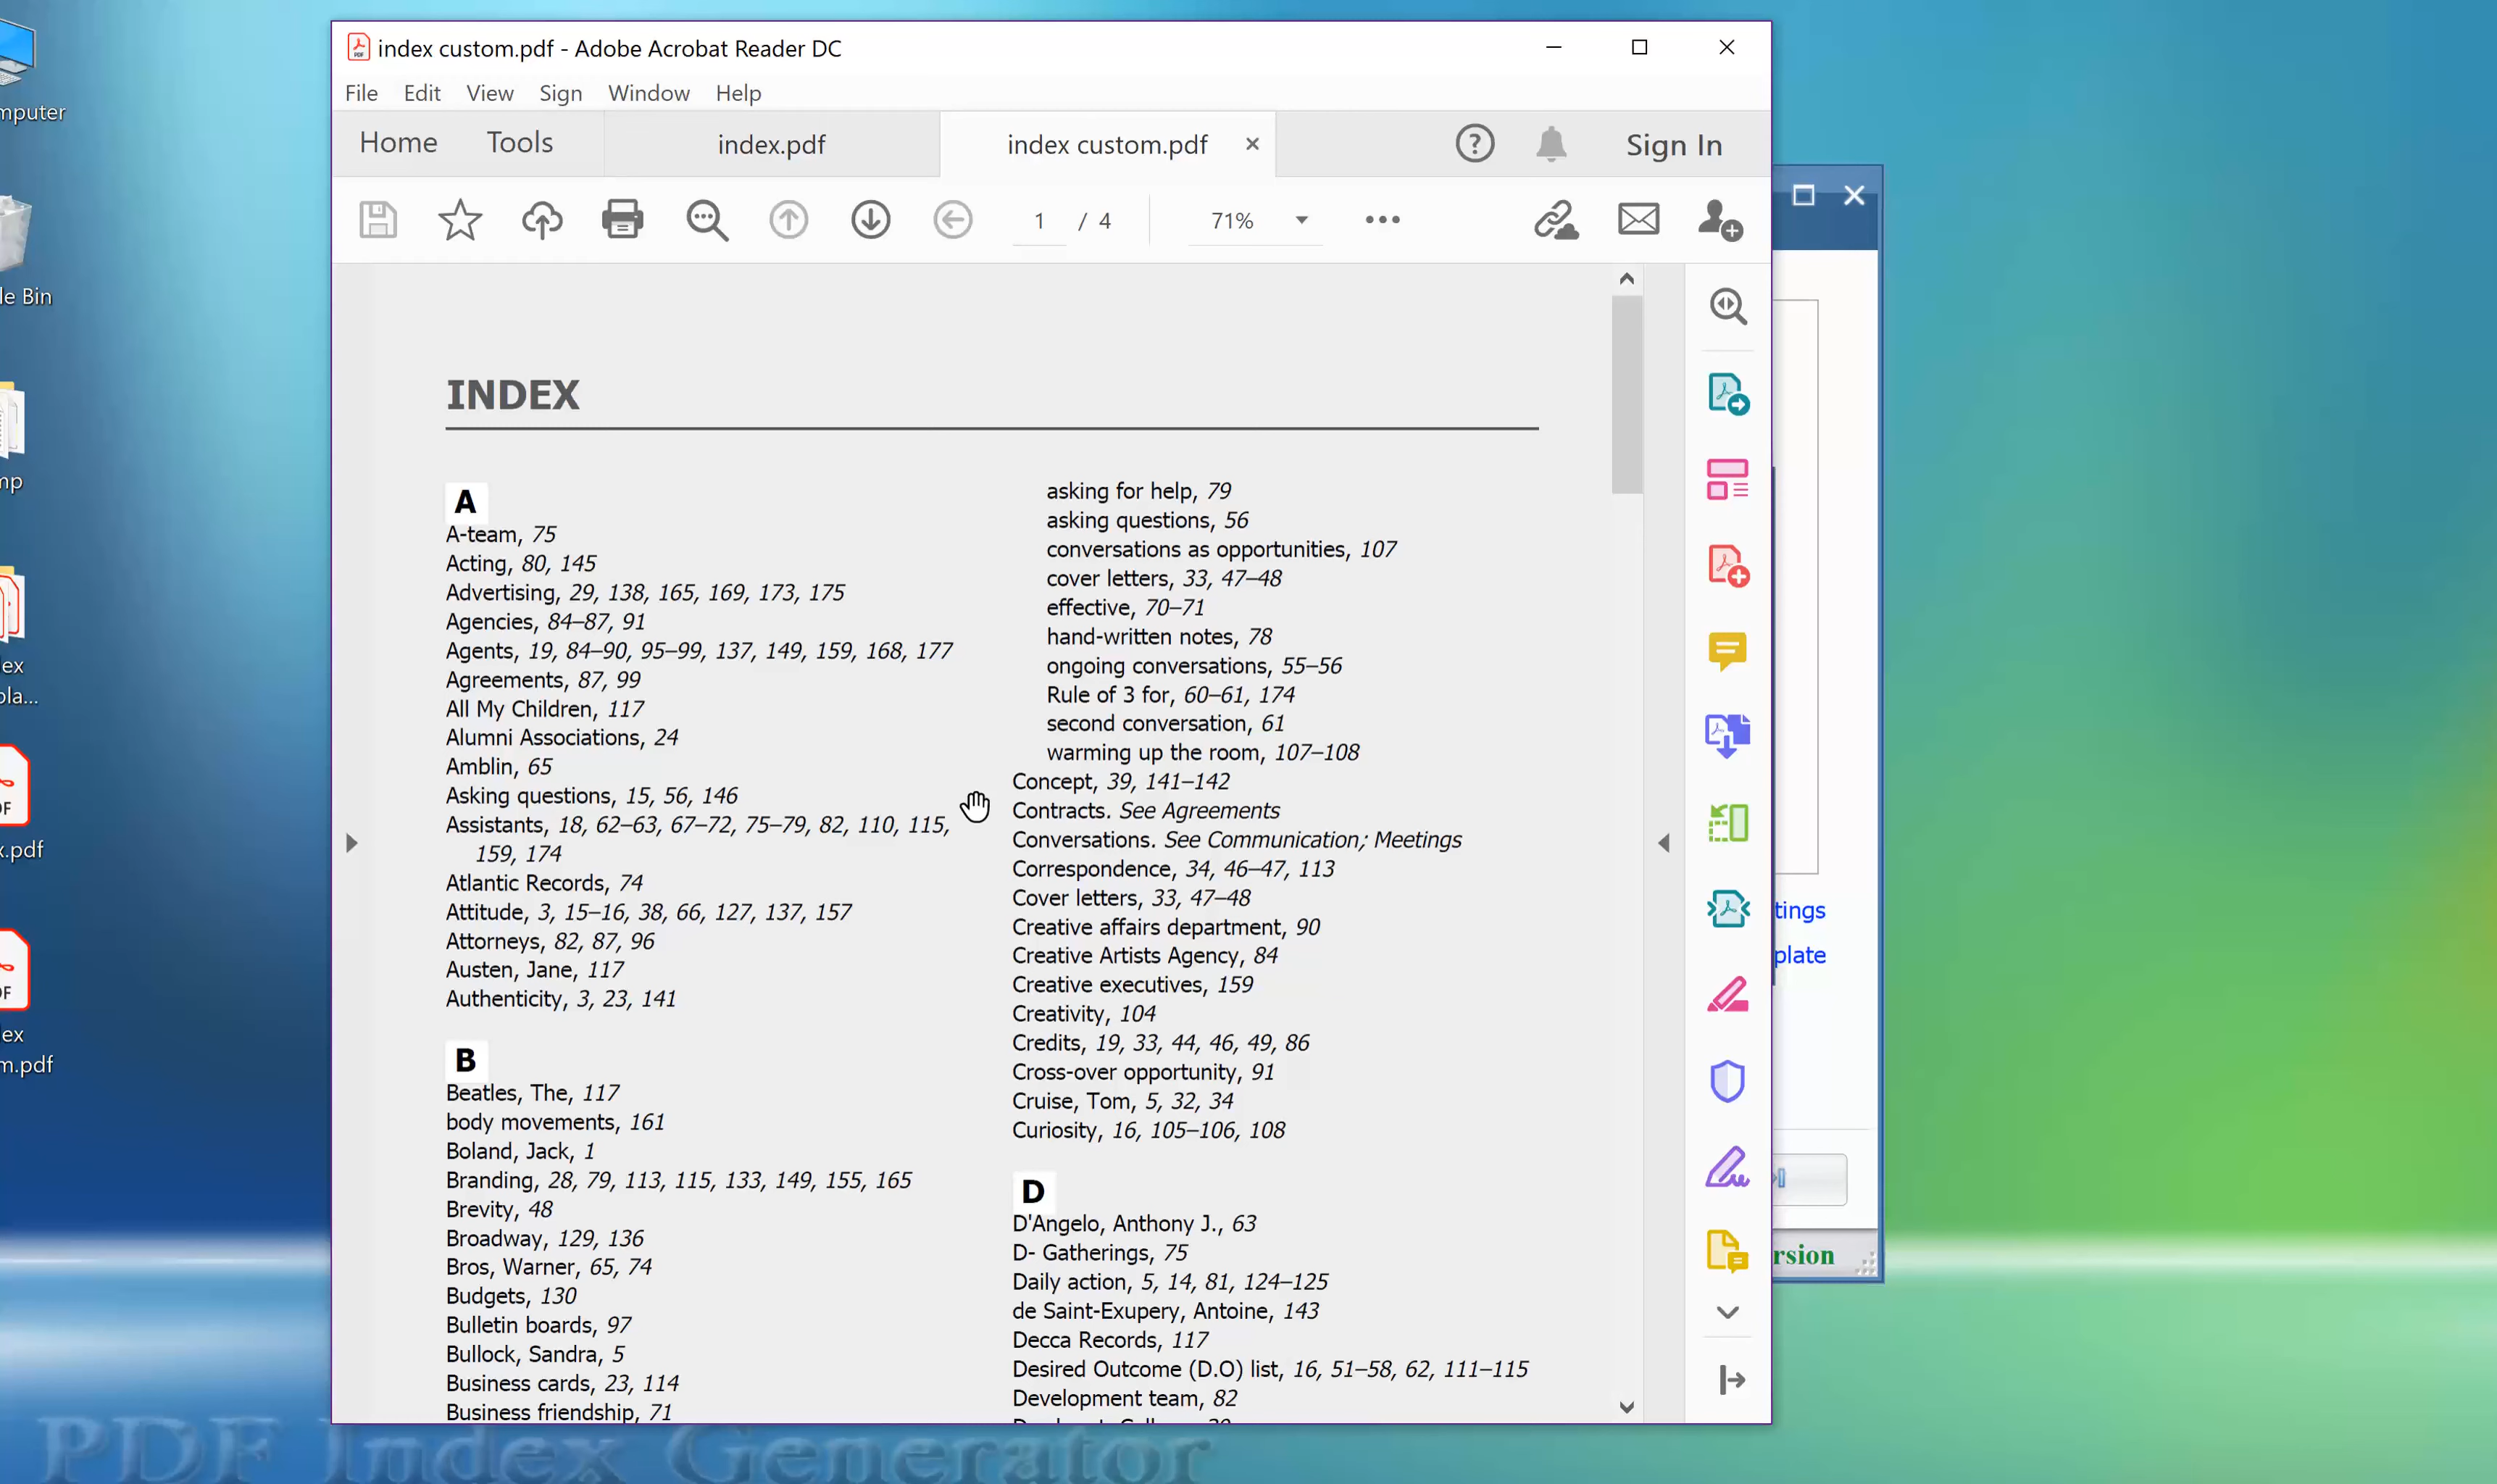 index custom.pdf - Adobe Acrobat Reader DC
File Edit View Sign Window Help
Home Tools index.pdf index custom.pdf Sign In
1 / 4 71%
INDEX
A
A-team, 75
Acting, 80, 145
Advertising, 29, 138, 165, 169, 173, 175
Agencies, 84–87, 91
Agents, 19, 84–90, 95–99, 137, 149, 159, 168, 177
Agreements, 87, 99
All My Children, 117
Alumni Associations, 24
Amblin, 65
Asking questions, 15, 56, 146
Assistants, 18, 62–63, 67–72, 75–79, 82, 110, 115,
159, 174
Atlantic Records, 74
Attitude, 3, 15–16, 38, 66, 127, 137, 157
Attorneys, 82, 87, 96
Austen, Jane, 117
Authenticity, 3, 23, 141
B
Beatles, The, 117
body movements, 161
Boland, Jack, 1
Branding, 28, 79, 113, 115, 133, 149, 155, 165
Brevity, 48
Broadway, 129, 136
Bros, Warner, 65, 74
Budgets, 130
Bulletin boards, 97
Bullock, Sandra, 5
Business cards, 23, 114
Business friendship, 71
asking for help, 79
asking questions, 56
conversations as opportunities, 107
cover letters, 33, 47–48
effective, 70–71
hand-written notes, 78
ongoing conversations, 55–56
Rule of 3 for, 60–61, 174
second conversation, 61
warming up the room, 107–108
Concept, 39, 141–142
Contracts. See Agreements
Conversations. See Communication; Meetings
Correspondence, 34, 46–47, 113
Cover letters, 33, 47–48
Creative affairs department, 90
Creative Artists Agency, 84
Creative executives, 159
Creativity, 104
Credits, 19, 33, 44, 46, 49, 86
Cross-over opportunity, 91
Cruise, Tom, 5, 32, 34
Curiosity, 16, 105–106, 108
D
D'Angelo, Anthony J., 63
D- Gatherings, 75
Daily action, 5, 14, 81, 124–125
de Saint-Exupery, Antoine, 143
Decca Records, 117
Desired Outcome (D.O) list, 16, 51–58, 62, 111–115
Development team, 82
mputer
le Bin
mp
ex
pla...
x.pdf
ex
m.pdf
tings
plate
rsion
PDF Index Generator